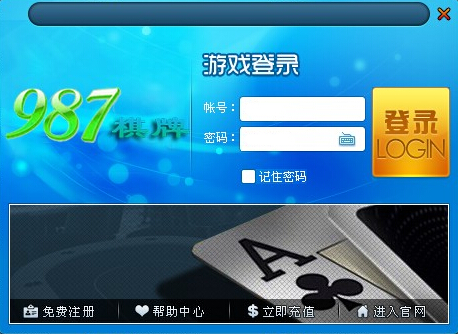 游戏登录
987棋牌
帐号：
密码：
登录
LOGIN
记住密码
A
免费注册
帮助中心
$立即充值
进入官网